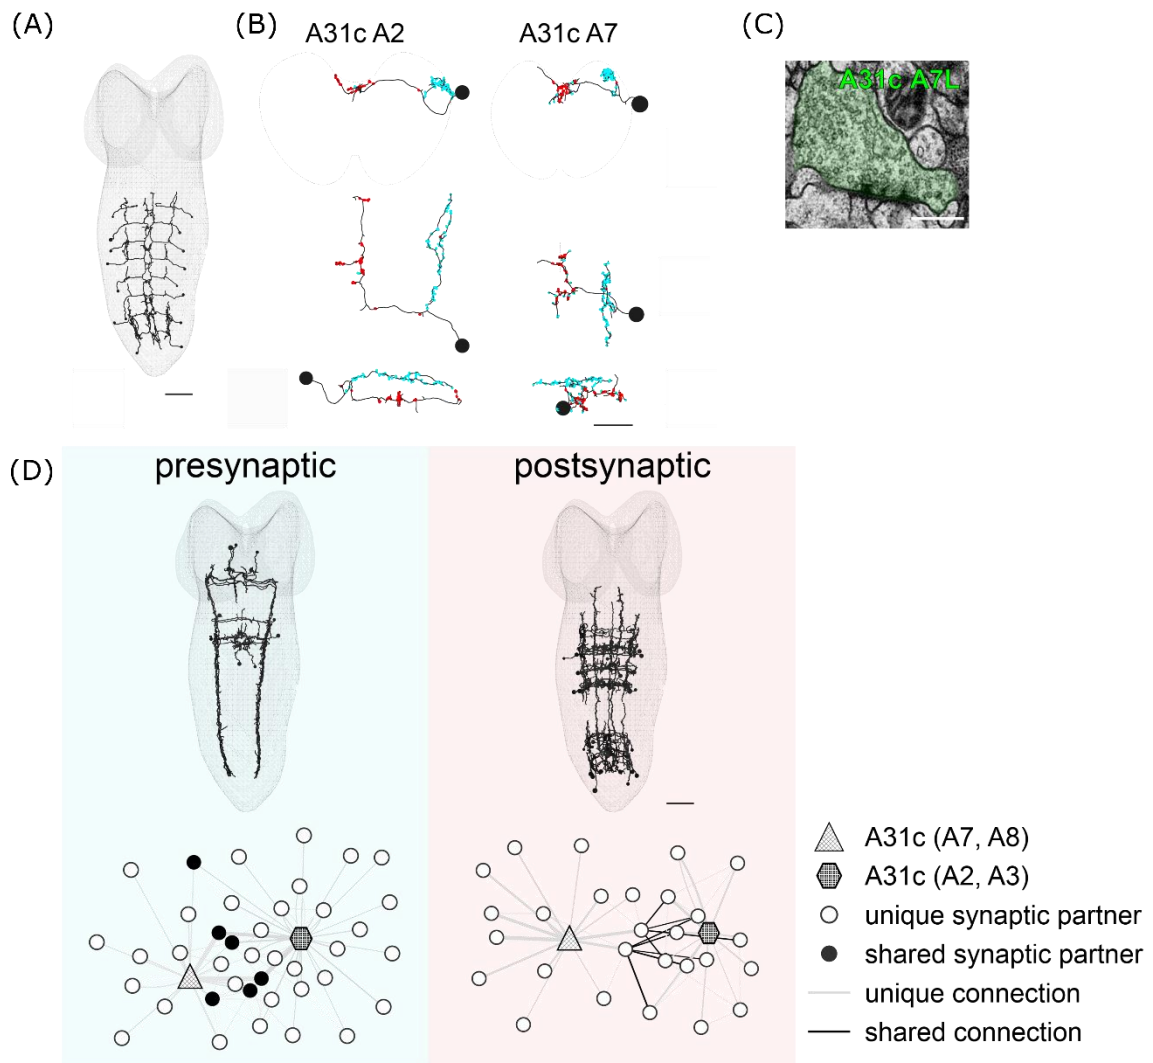 (A)
(B)
A31c A2
A31c A7
(C)
A31c A7L
(D)
presynaptic
postsynaptic
A31c (A7, A8)
A31c (A2, A3)
unique synaptic partner
shared synaptic partner
unique connection
shared connection